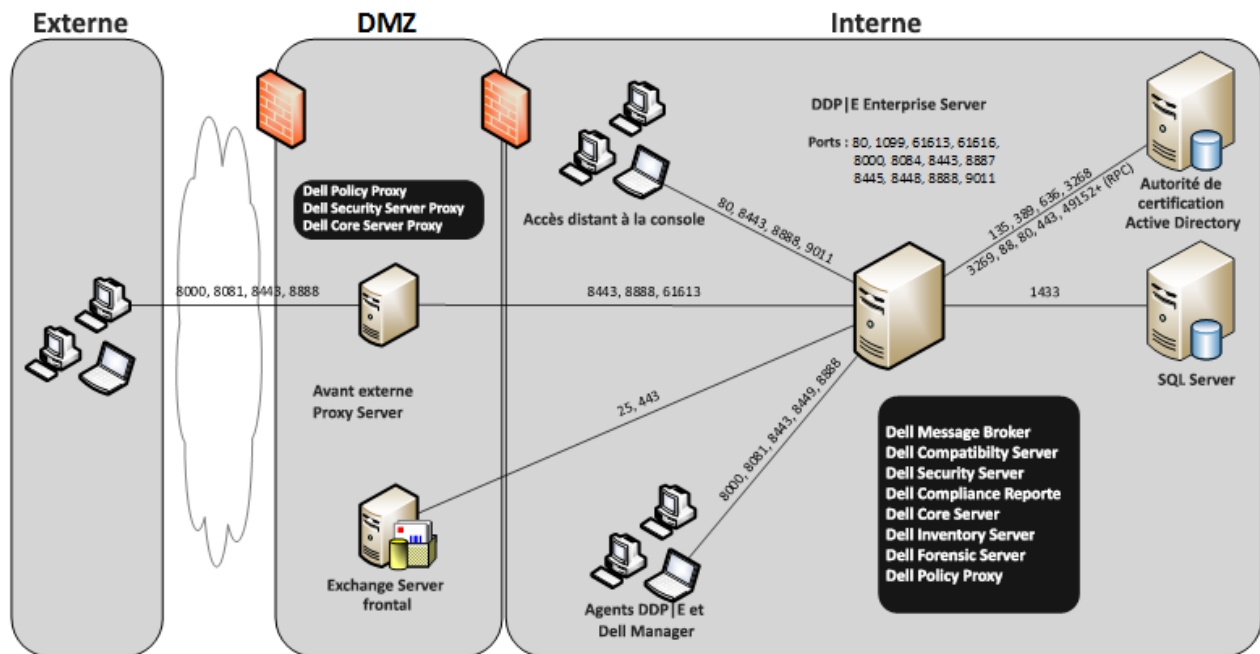 Externe
DMZ
Interne
DDP|E Enterprise Server
Ports : 80, 1099, 61613, 61616,
8000, 8084, 8443, 8887
8445, 8448, 8888, 9011
Dell Policy Proxy
Dell Security Server Proxy
Dell Core Server Proxy
Accès distant à la console
80, 8443, 8888, 9011
135, 389, 636, 3268
3269, 88, 80, 443, 49152+ (RPC)
Autorité de
certification
Active Directory
8000, 8081, 8443, 8888
8443, 8888, 61613
1433
Avant externe
Proxy Server
SQL Server
25, 443
8000, 8081, 8443, 8449, 8888
Dell Message Broker
Dell Compatibilty Server
Dell Security Server
Dell Compliance Reporte
Dell Core Server
Dell Inventory Server
Dell Forensic Server
Dell Policy Proxy
Exchange Server
frontal
Agents DDP|E et
Dell Manager